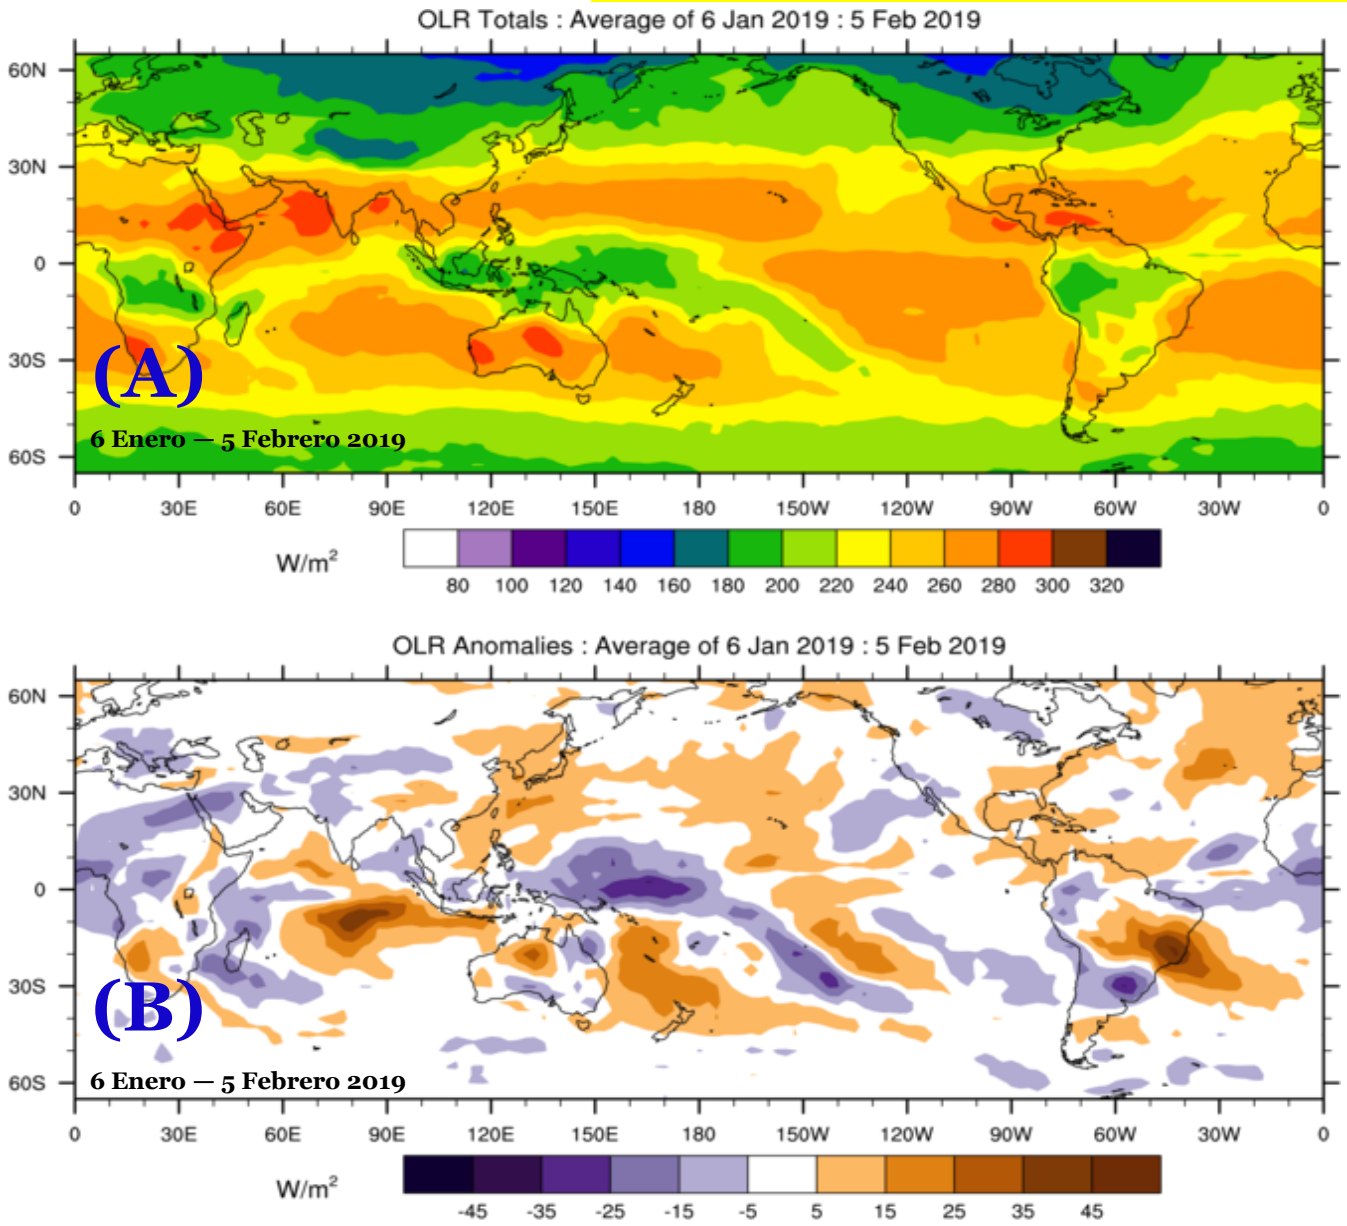 OLR Totals : Average of 6 Jan 2019 : 5 Feb 2019
60N
30N
0
30S
60S
(A)
6 Enero — 5 Febrero 2019
0 30E 60E 90E 120E 150E 180 150W 120W 90W 60W 30W 0
W/m²
80 100 120 140 160 180 200 220 240 260 280 300 320
OLR Anomalies : Average of 6 Jan 2019 : 5 Feb 2019
60N
30N
0
30S
60S
(B)
6 Enero — 5 Febrero 2019
0 30E 60E 90E 120E 150E 180 150W 120W 90W 60W 30W 0
W/m²
-45 -35 -25 -15 -5 5 15 25 35 45